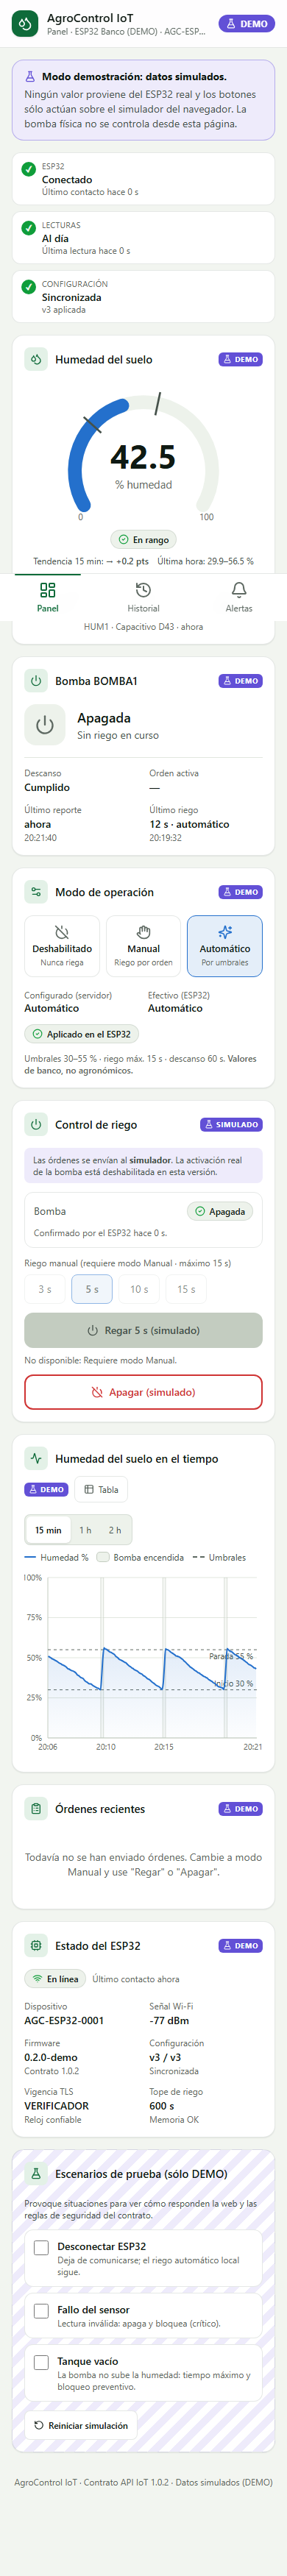 AgroControl IoT
Panel · ESP32 Banco (DEMO) · AGC-ESP...
DEMO
Modo demostración: datos simulados.
Ningún valor proviene del ESP32 real y los botones
sólo actúan sobre el simulador del navegador. La
bomba física no se controla desde esta página.
ESP32
Conectado
Último contacto hace 0 s
LECTURAS
Al día
Última lectura hace 0 s
CONFIGURACIÓN
Sincronizada
v3 aplicada
Humedad del suelo
DEMO
42.5
% humedad
0
100
En rango
Tendencia 15 min: → +0.2 pts Última hora: 29.9–56.5 %
Panel
Historial
Alertas
HUM1 · Capacitivo D43 · ahora
Bomba BOMBA1
DEMO
Apagada
Sin riego en curso
Descanso
Cumplido
Orden activa
—
Último reporte
ahora
20:21:40
Último riego
12 s · automático
20:19:32
Modo de operación
DEMO
Deshabilitado
Nunca riega
Manual
Riego por orden
Automático
Por umbrales
Configurado (servidor)
Automático
Efectivo (ESP32)
Automático
Aplicado en el ESP32
Umbrales 30–55 % · riego máx. 15 s · descanso 60 s. Valores
de banco, no agronómicos.
Control de riego
SIMULADO
Las órdenes se envían al simulador. La activación real
de la bomba está deshabilitada en esta versión.
Bomba
Apagada
Confirmado por el ESP32 hace 0 s.
Riego manual (requiere modo Manual · máximo 15 s)
3 s
5 s
10 s
15 s
Regar 5 s (simulado)
No disponible: Requiere modo Manual.
Apagar (simulado)
Humedad del suelo en el tiempo
DEMO
Tabla
15 min
1 h
2 h
Humedad %
Bomba encendida
Umbrales
100%
75%
50%
25%
0%
Parada 55 %
Inicio 30 %
20:06
20:10
20:15
20:21
Órdenes recientes
DEMO
Todavía no se han enviado órdenes. Cambie a modo
Manual y use "Regar" o "Apagar".
Estado del ESP32
DEMO
En línea
Último contacto ahora
Dispositivo
AGC-ESP32-0001
Señal Wi-Fi
-77 dBm
Firmware
0.2.0-demo
Contrato 1.0.2
Configuración
v3 / v3
Sincronizada
Vigencia TLS
VERIFICADOR
Reloj confiable
Tope de riego
600 s
Memoria OK
Escenarios de prueba (sólo DEMO)
Provoque situaciones para ver cómo responden la web y las
reglas de seguridad del contrato.
Desconectar ESP32
Deja de comunicarse; el riego automático local
sigue.
Fallo del sensor
Lectura inválida: apaga y bloquea (crítico).
Tanque vacío
La bomba no sube la humedad: tiempo máximo y
bloqueo preventivo.
Reiniciar simulación
AgroControl IoT · Contrato API IoT 1.0.2 · Datos simulados (DEMO)